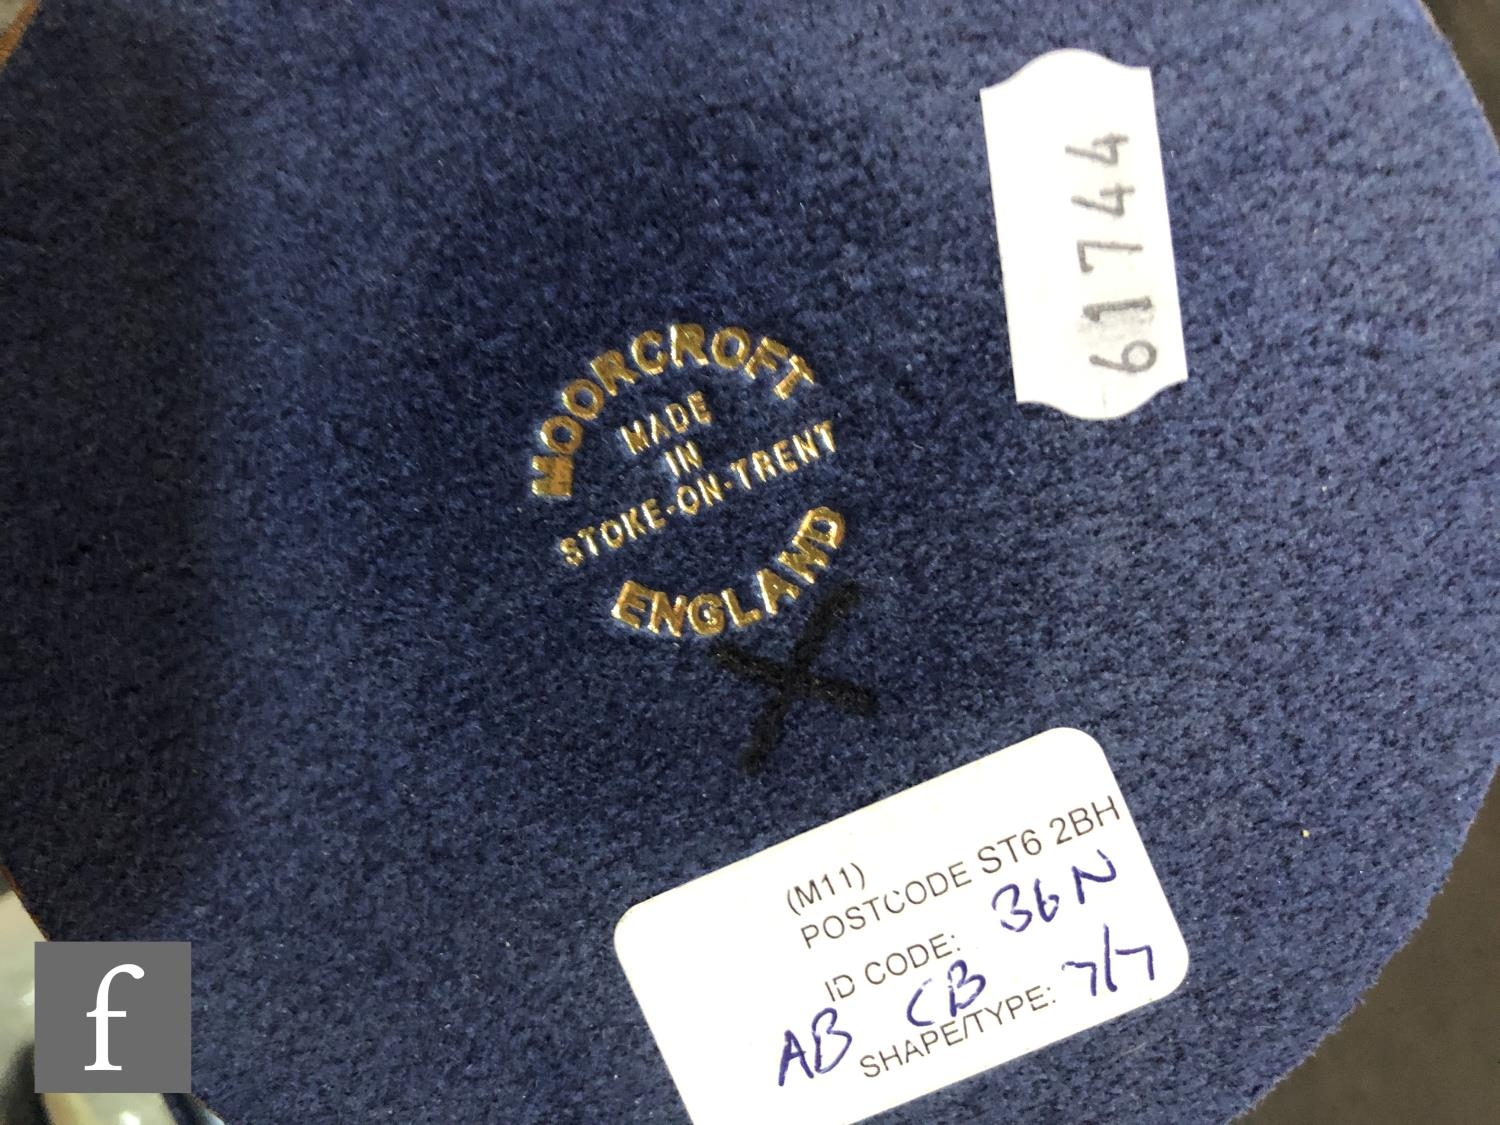 61744
MOORCROFT
MADE
IN
STOKE-ON-TRENT
ENGLAND
X
(M11)
POSTCODE ST6 2BH
ID CODE: 36N
AB CB
SHAPE/TYPE: 7/7
f